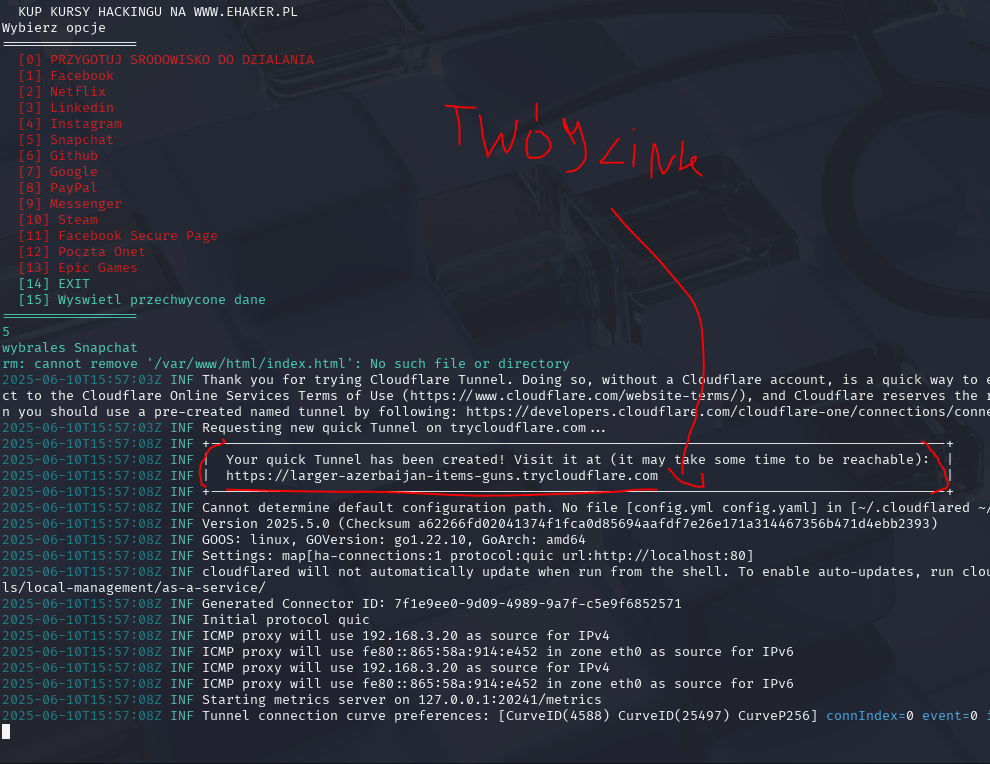 KUP KURSY HACKINGU NA WWW.EHAKER.PL
Wybierz opcje
[0] PRZYGOTUJ SRODOWISKO DO DZIALANIA
[1] Facebook
[2] Netflix
[3] Linkedin
[4] Instagram
[5] Snapchat
[6] Github
[7] Google
[8] PayPal
[9] Messenger
[10] Steam
[11] Facebook Secure Page
[12] Poczta Onet
[13] Epic Games
[14] EXIT
[15] Wyswietl przechwycone dane
TWÓY LiNk
5
wybrales Snapchat
rm: cannot remove '/var/www/html/index.html': No such file or directory
2025-06-10T15:57:03Z INF Thank you for trying Cloudflare Tunnel. Doing so, without a Cloudflare account, is a quick way to e
ct to the Cloudflare Online Services Terms of Use (https://www.cloudflare.com/website-terms/), and Cloudflare reserves the r
n you should use a pre-created named tunnel by following: https://developers.cloudflare.com/cloudflare-one/connections/conne
2025-06-10T15:57:03Z INF Requesting new quick Tunnel on trycloudflare.com...
2025-06-10T15:57:08Z INF +--------------------------------------------------------------------------------------------+
2025-06-10T15:57:08Z INF | Your quick Tunnel has been created! Visit it at (it may take some time to be reachable): |
2025-06-10T15:57:08Z INF | https://larger-azerbaijan-items-guns.trycloudflare.com |
2025-06-10T15:57:08Z INF +--------------------------------------------------------------------------------------------+
2025-06-10T15:57:08Z INF Cannot determine default configuration path. No file [config.yml config.yaml] in [~/.cloudflared ~/
2025-06-10T15:57:08Z INF Version 2025.5.0 (Checksum a62266fd02041374f1fca0d85694aafdf7e26e171a314467356b471d4ebb2393)
2025-06-10T15:57:08Z INF GOOS: linux, GOVersion: go1.22.10, GoArch: amd64
2025-06-10T15:57:08Z INF Settings: map[ha-connections:1 protocol:quic url:http://localhost:80]
2025-06-10T15:57:08Z INF cloudflared will not automatically update when run from the shell. To enable auto-updates, run clou
ls/local-management/as-a-service/
2025-06-10T15:57:08Z INF Generated Connector ID: 7f1e9ee0-9d09-4989-9a7f-c5e9f6852571
2025-06-10T15:57:08Z INF Initial protocol quic
2025-06-10T15:57:08Z INF ICMP proxy will use 192.168.3.20 as source for IPv4
2025-06-10T15:57:08Z INF ICMP proxy will use fe80::865:58a:914:e452 in zone eth0 as source for IPv6
2025-06-10T15:57:08Z INF ICMP proxy will use 192.168.3.20 as source for IPv4
2025-06-10T15:57:08Z INF ICMP proxy will use fe80::865:58a:914:e452 in zone eth0 as source for IPv6
2025-06-10T15:57:08Z INF Starting metrics server on 127.0.0.1:20241/metrics
2025-06-10T15:57:08Z INF Tunnel connection curve preferences: [CurveID(4588) CurveID(25497) CurveP256] connIndex=0 event=0 i